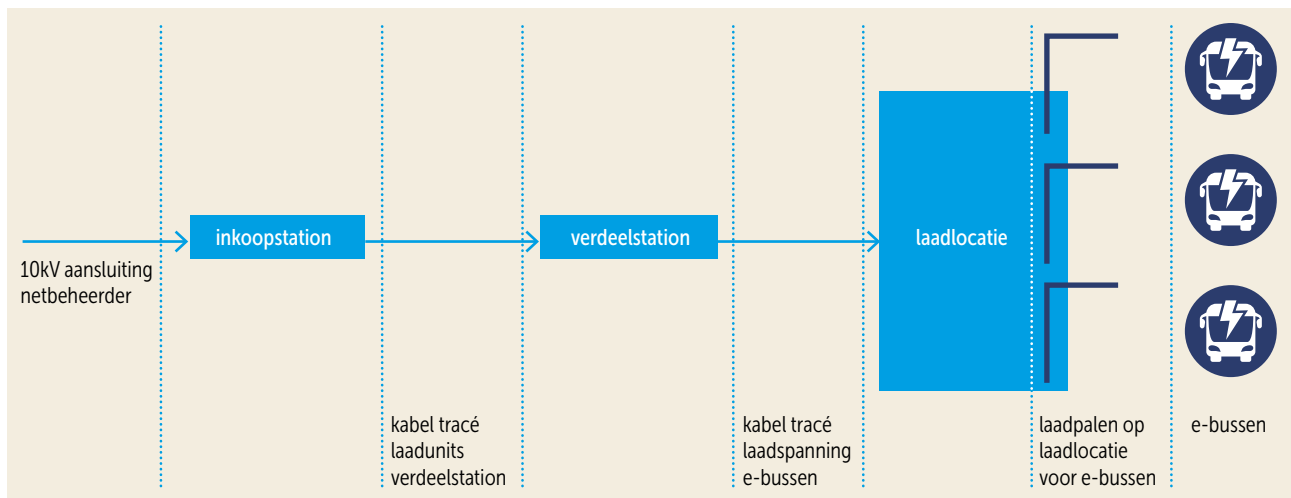 inkoopstation
verdeelstation
laadlocatie
10kV aansluiting
netbeheerder
kabel tracé
laadunits
verdeelstation
kabel tracé
laadspanning
e-bussen
laadpalen op
laadlocatie
voor e-bussen
e-bussen